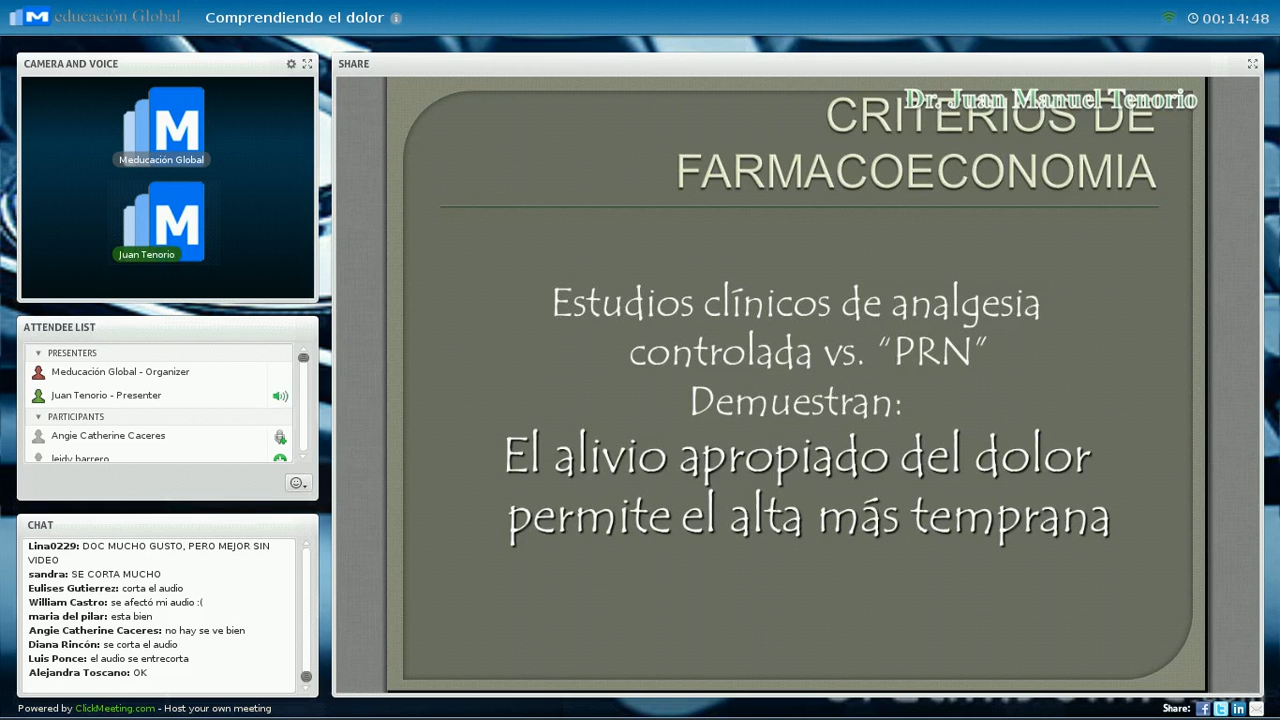 educación Global
Comprendiendo el dolor
00:14:48
CAMERA AND VOICE
M
Meducación Global
M
Juan Tenorio
ATTENDEE LIST
PRESENTERS
Meducación Global - Organizer
Juan Tenorio - Presenter
PARTICIPANTS
Angie Catherine Caceres
leidy barrero
CHAT
Lina0229: DOC MUCHO GUSTO, PERO MEJOR SIN
VIDEO
sandra: SE CORTA MUCHO
Eulises Gutierrez: corta el audio
William Castro: se afectó mi audio :(
maria del pilar: esta bien
Angie Catherine Caceres: no hay se ve bien
Diana Rincón: se corta el audio
Luis Ponce: el audio se entrecorta
Alejandra Toscano: OK
SHARE
Dr. Juan Manuel Tenorio
CRITERIOS DE
FARMACOECONOMIA
Estudios clínicos de analgesia
controlada vs. “PRN”
Demuestran:
El alivio apropiado del dolor
permite el alta más temprana
Powered by ClickMeeting.com - Host your own meeting
Share: